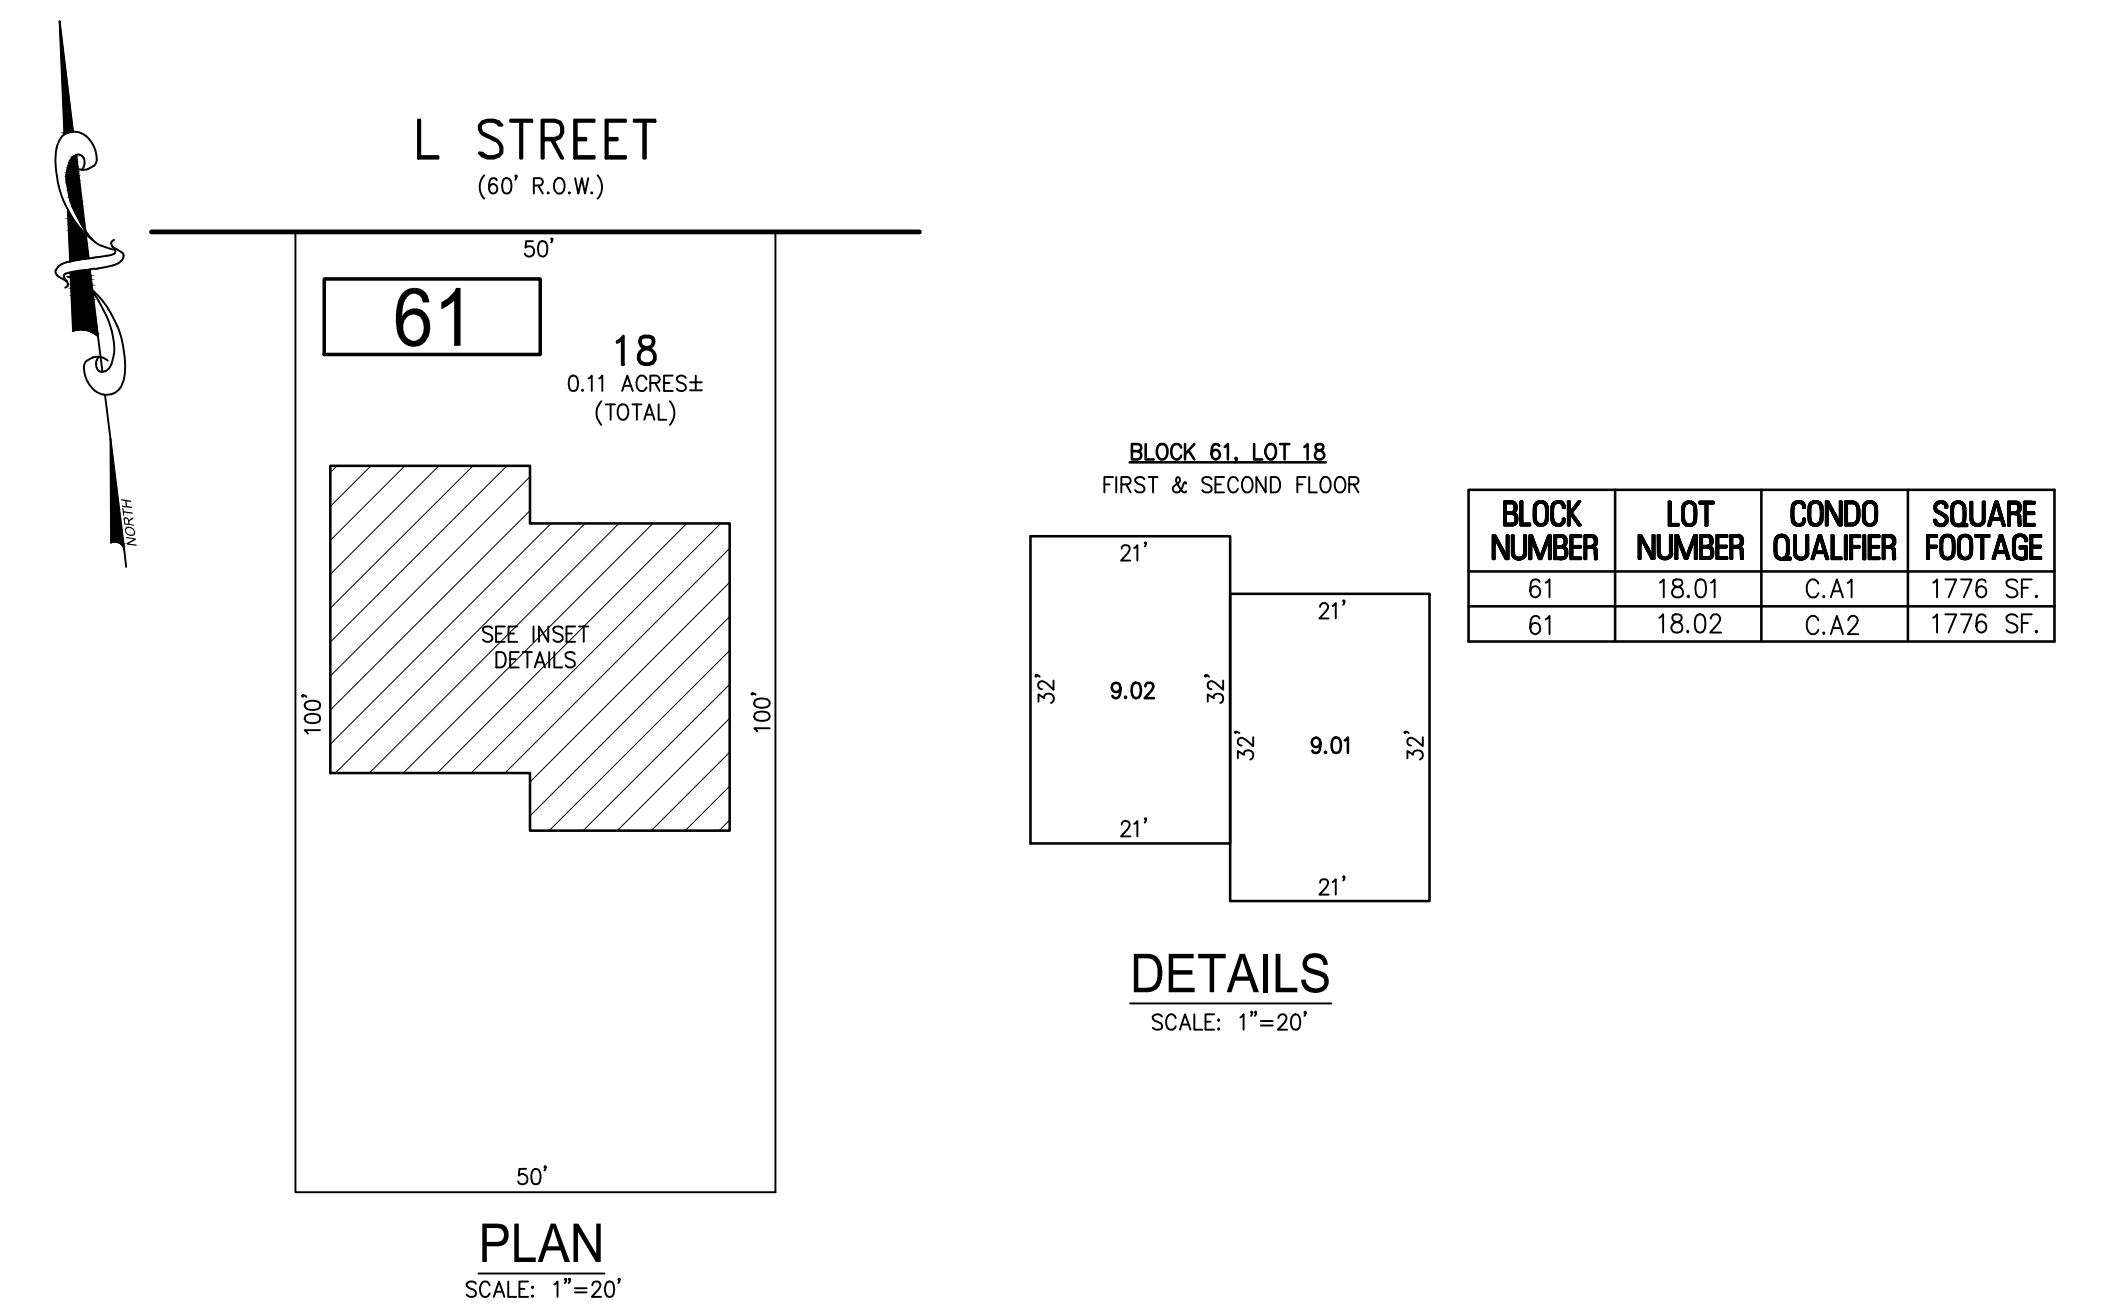 L STREET
(60' R.O.W.)
50'
61
18
0.11 ACRES±
(TOTAL)
SEE INSET
DETAILS
100'
100'
50'
PLAN
SCALE: 1"=20'
NORTH
BLOCK 61, LOT 18
FIRST & SECOND FLOOR
21'
21'
32'
9.02
32'
32'
9.01
32'
21'
21'
DETAILS
SCALE: 1"=20'
BLOCK NUMBER LOT NUMBER CONDO QUALIFIER SQUARE FOOTAGE
61 18.01 C.A1 1776 SF.
61 18.02 C.A2 1776 SF.